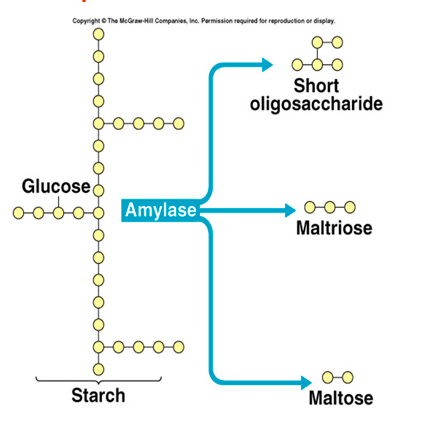 Copyright © The McGraw-Hill Companies, Inc. Permission required for reproduction or display.
Short
oligosaccharide
Glucose
Amylase
Maltriose
Starch
Maltose